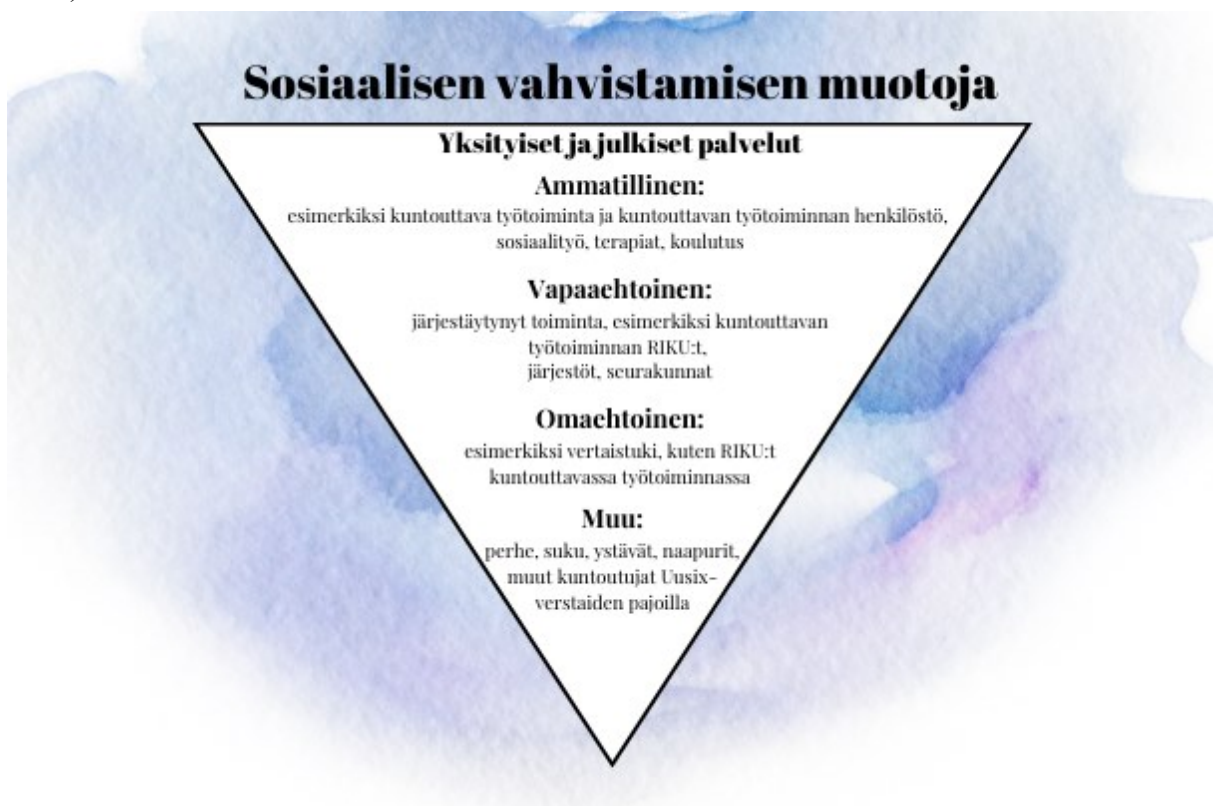 Sosiaalisen vahvistamisen muotoja
Yksityiset ja julkiset palvelut
Ammatillinen:
esimerkiksi kuntouttava työtoiminta ja kuntouttavan työtoiminnan henkilöstö,
sosiaalityö, terapiat, koulutus
Vapaaehtoinen:
järjestäytynyt toiminta, esimerkiksi kuntouttavan
työtoiminnan RIKU:t,
järjestöt, seurakunnat
Omaehtoinen:
esimerkiksi vertaistuki, kuten RIKU:t
kuntouttavassa työtoiminnassa
Muu:
perhe, suku, ystävät, naapurit,
muut kuntoutujat Uusix-
verstaiden pajoilla